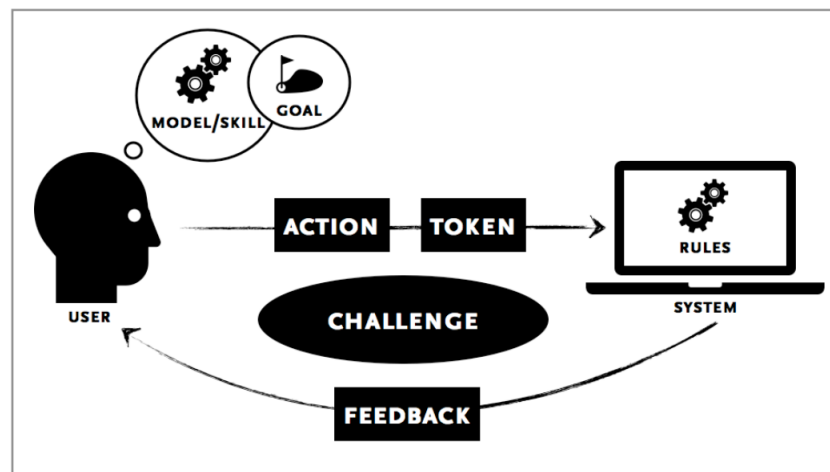 MODEL/SKILL
GOAL
ACTION
TOKEN
RULES
USER
SYSTEM
CHALLENGE
FEEDBACK